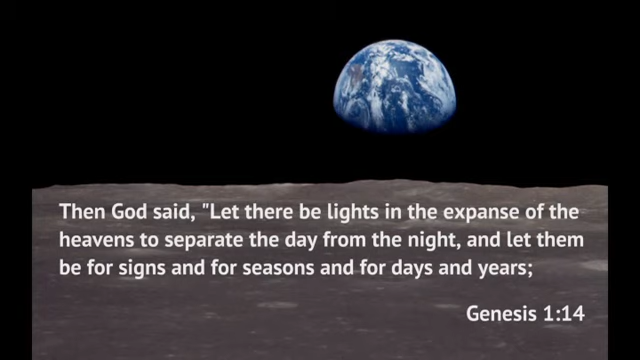 Then God said, "Let there be lights in the expanse of the
heavens to separate the day from the night, and let them
be for signs and for seasons and for days and years;
Genesis 1:14